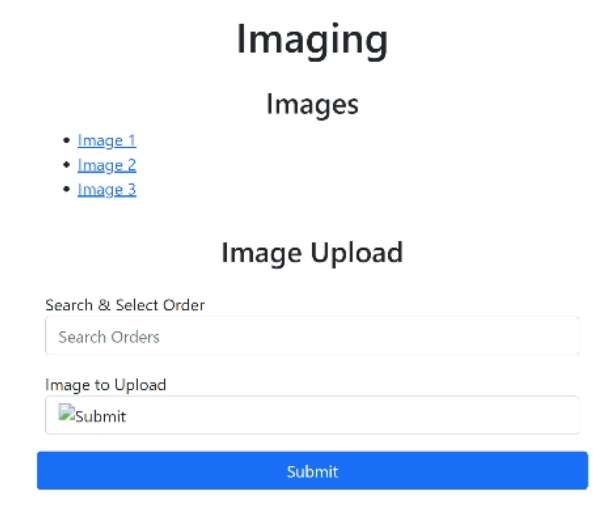 Imaging
Images
Image 1
Image 2
Image 3
Image Upload
Search & Select Order
Search Orders
Image to Upload
Submit
Submit